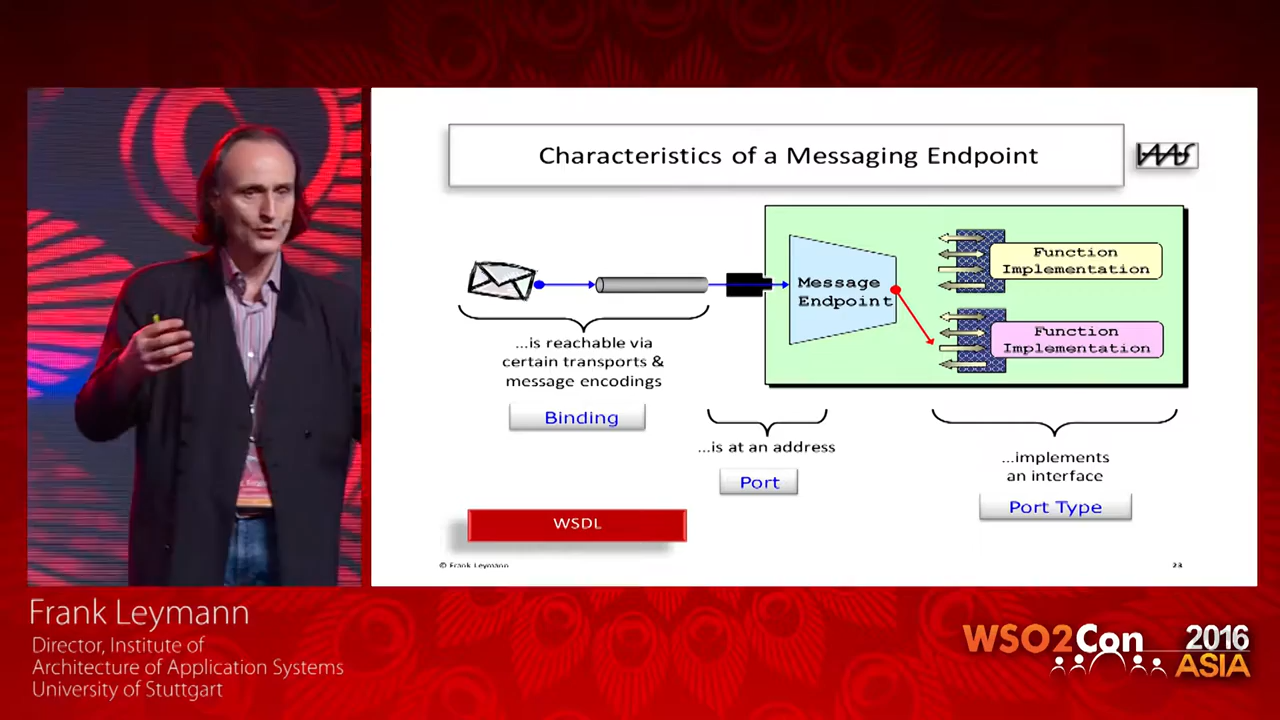 Characteristics of a Messaging Endpoint
IAAS
Message
Endpoint
Function
Implementation
Function
Implementation
...is reachable via
certain transports &
message encodings
Binding
...is at an address
Port
...implements
an interface
Port Type
WSDL
© Frank Leymann
23
Frank Leymann
Director, Institute of
Architecture of Application Systems
University of Stuttgart
WSO2Con 2016
ASIA